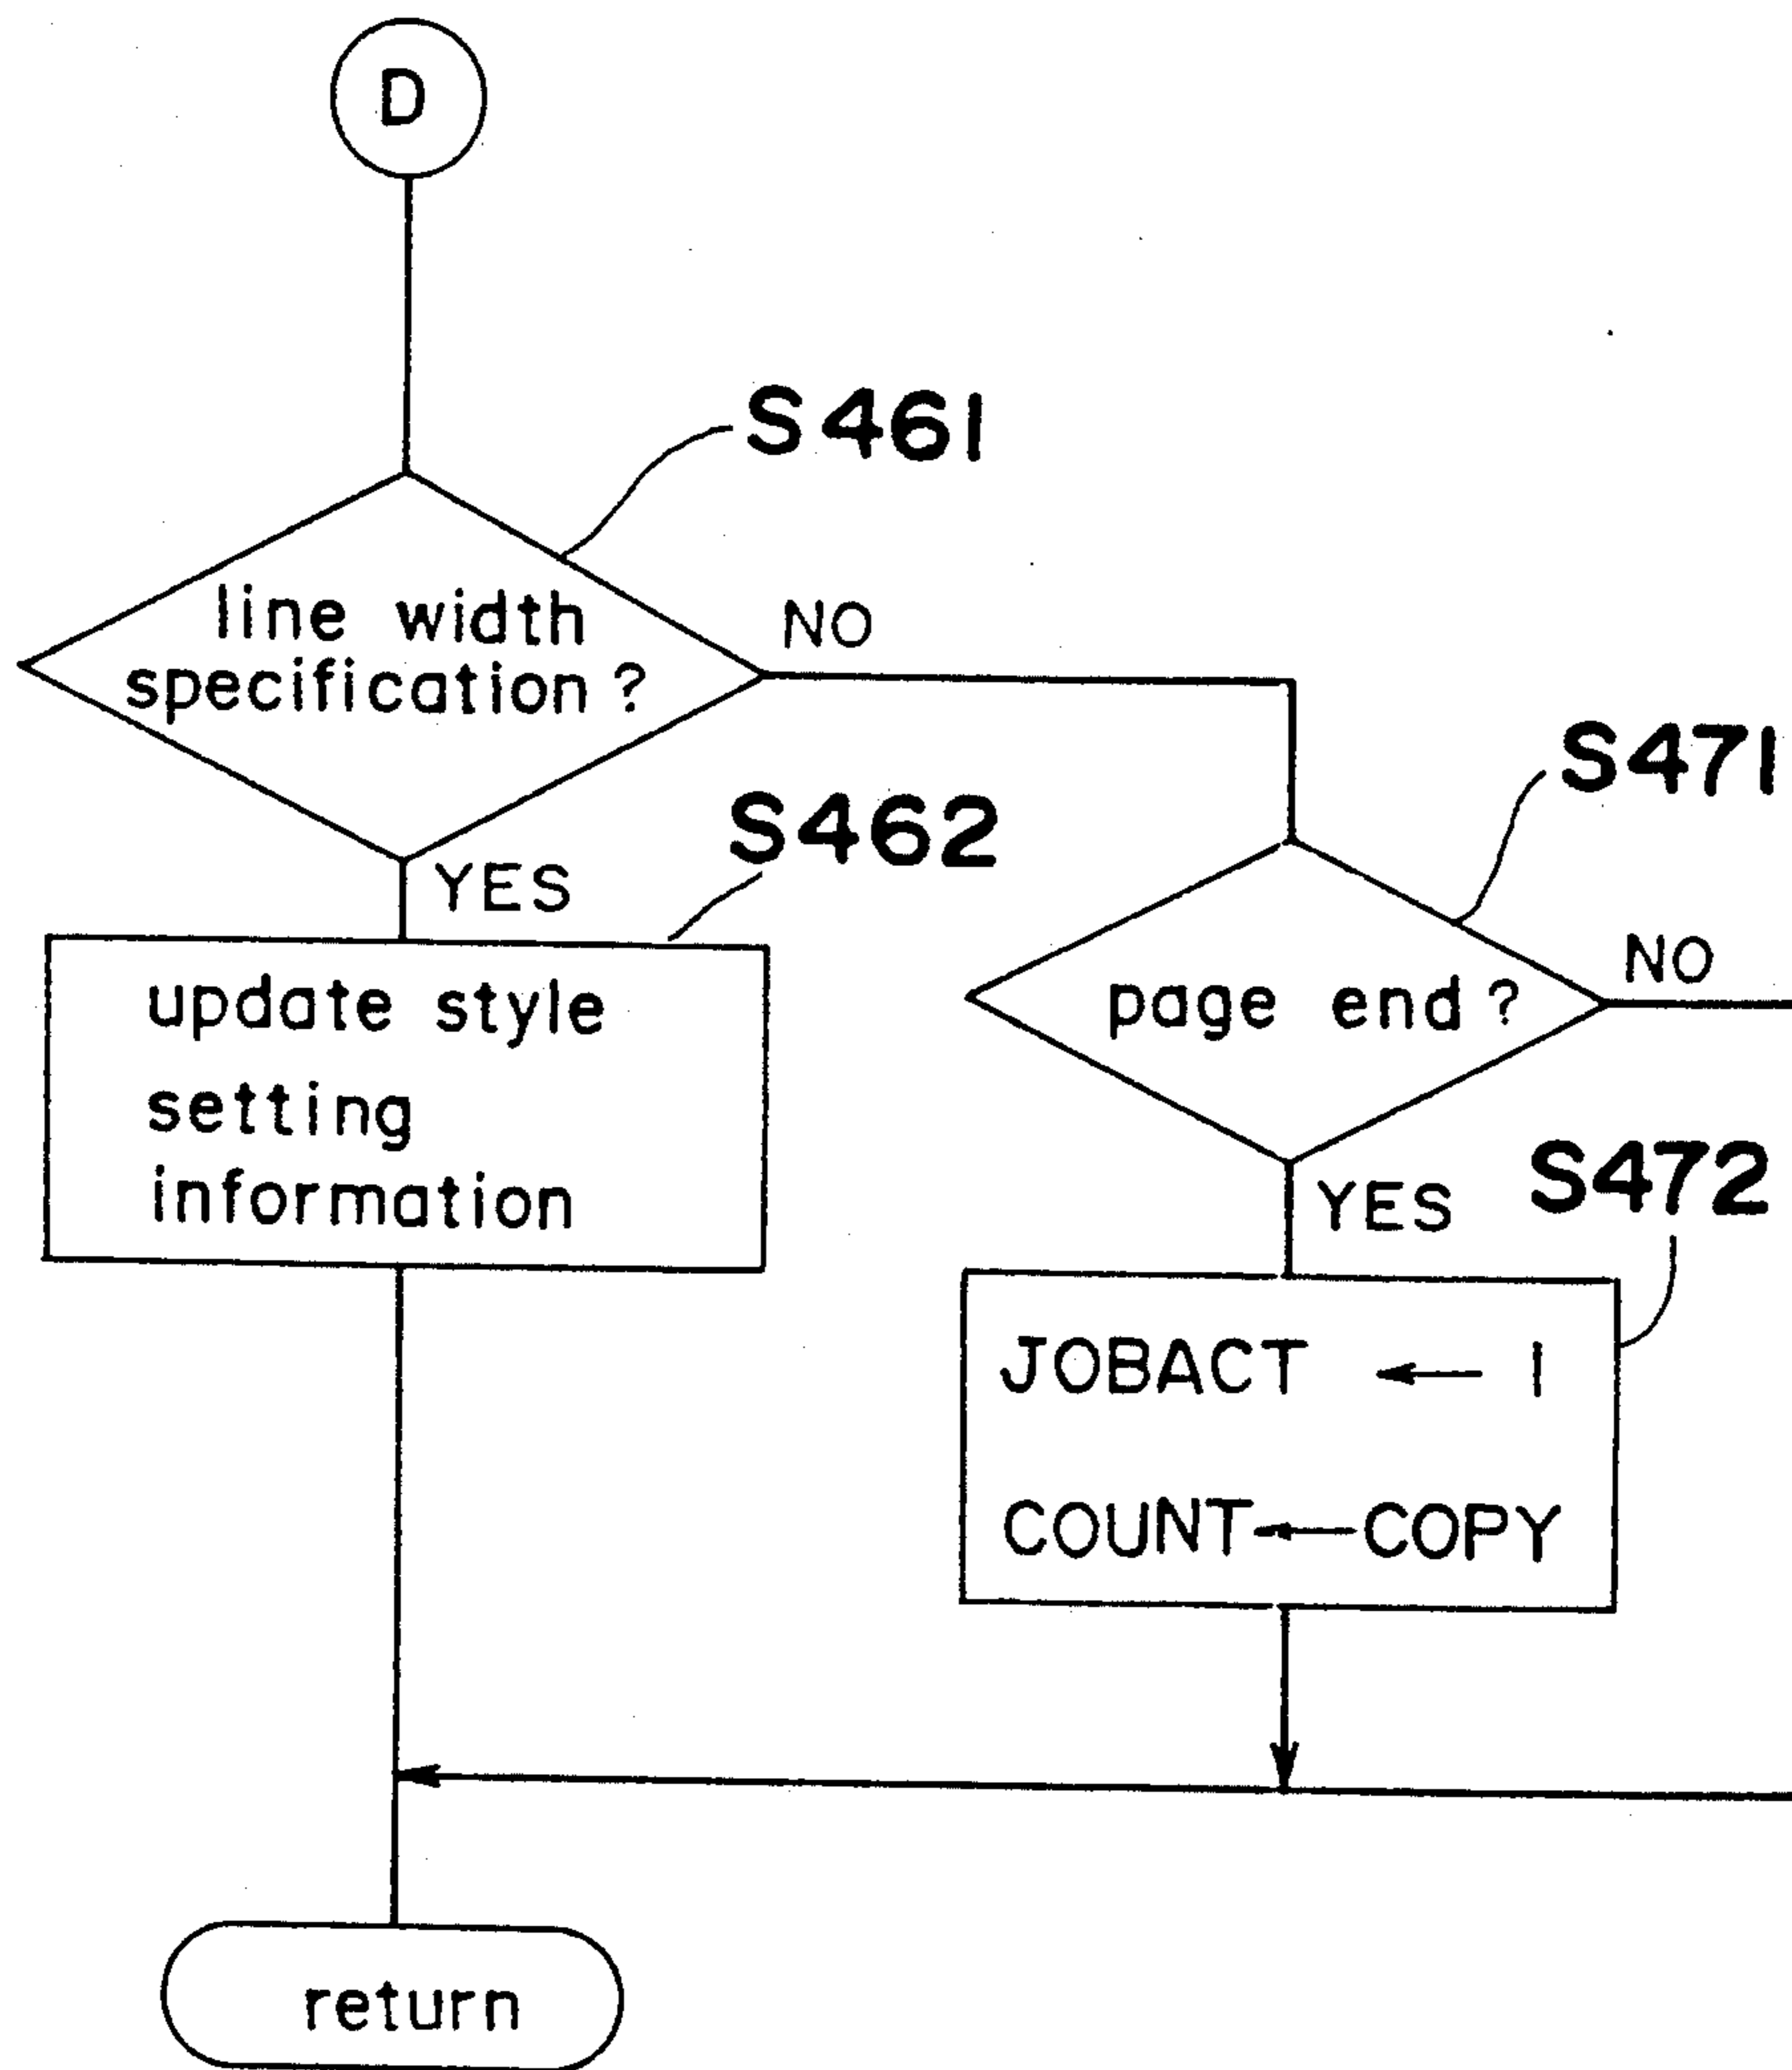 D
S461
line width
specification?
NO
YES
S462
update style
setting
information
S471
page end?
NO
YES
S472
JOBACT ← 1
COUNT ← COPY
return